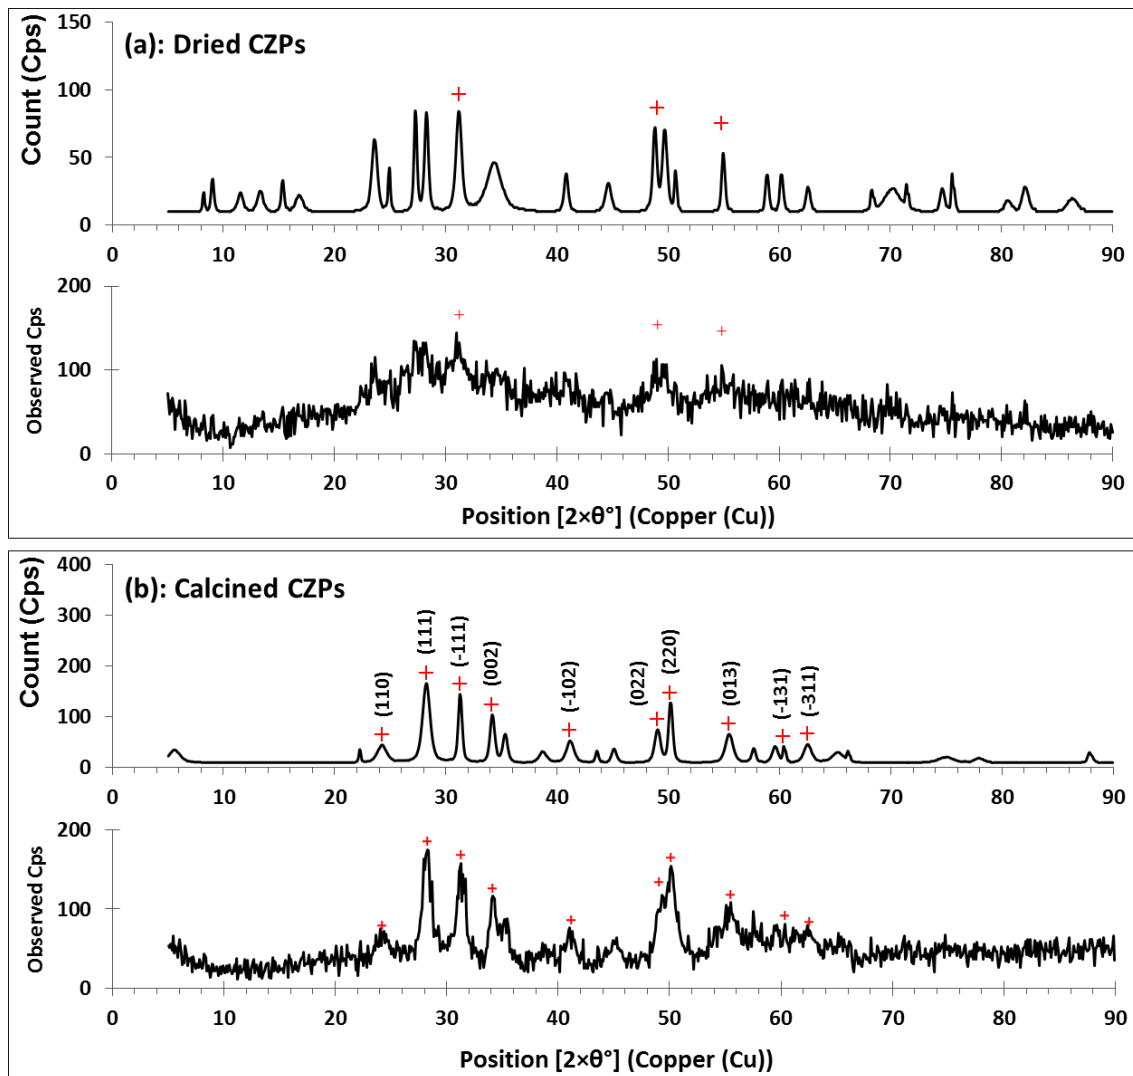 (a): Dried CZPs
Count (Cps)
150
100
50
0
0 10 20 30 40 50 60 70 80 90
Observed Cps
200
100
0
0 10 20 30 40 50 60 70 80 90
Position [2×θ°] (Copper (Cu))
(b): Calcined CZPs
Count (Cps)
400
300
200
100
0
(110)
(111)
(-111)
(002)
(-102)
(022)
(220)
(013)
(-131)
(-311)
0 10 20 30 40 50 60 70 80 90
Observed Cps
200
100
0
0 10 20 30 40 50 60 70 80 90
Position [2×θ°] (Copper (Cu))